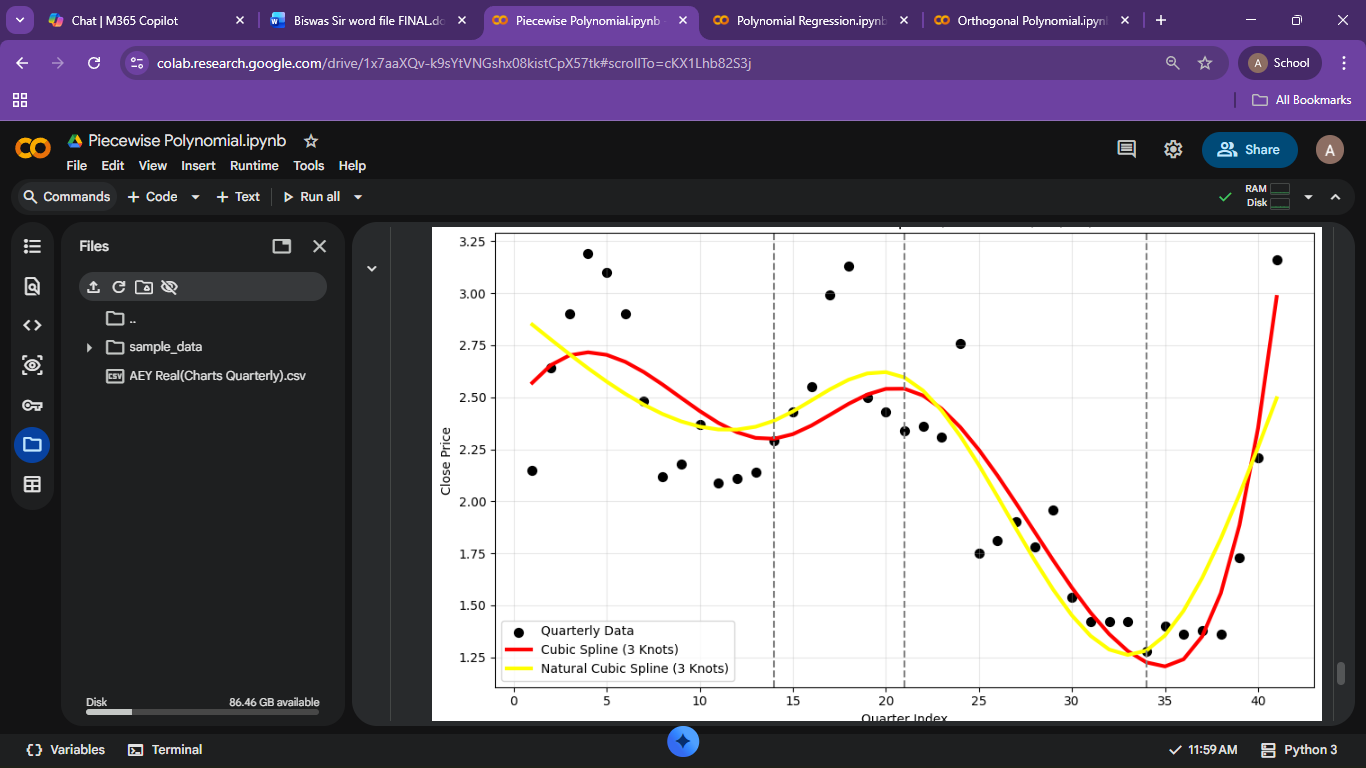 Chat | M365 Copilot
Biswas Sir word file FINAL.do
Piecewise Polynomial.ipynb
Polynomial Regression.ipynb
Orthogonal Polynomial.ipynb
colab.research.google.com/drive/1x7aaXQv-k9sYtVNGshx08kistCpX57tk#scrollTo=cKX1Lhb82S3j
A School
All Bookmarks
Piecewise Polynomial.ipynb
File Edit View Insert Runtime Tools Help
Share
A
Commands + Code + Text Run all
RAM
Disk
Files
..
sample_data
CSV AEY Real(Charts Quarterly).csv
Disk 86.46 GB available
3.25
3.00
2.75
2.50
2.25
2.00
1.75
1.50
1.25
Close Price
Quarterly Data
Cubic Spline (3 Knots)
Natural Cubic Spline (3 Knots)
0 5 10 15 20 25 30 35 40
Quarter Index
{} Variables Terminal
11:59 AM Python 3